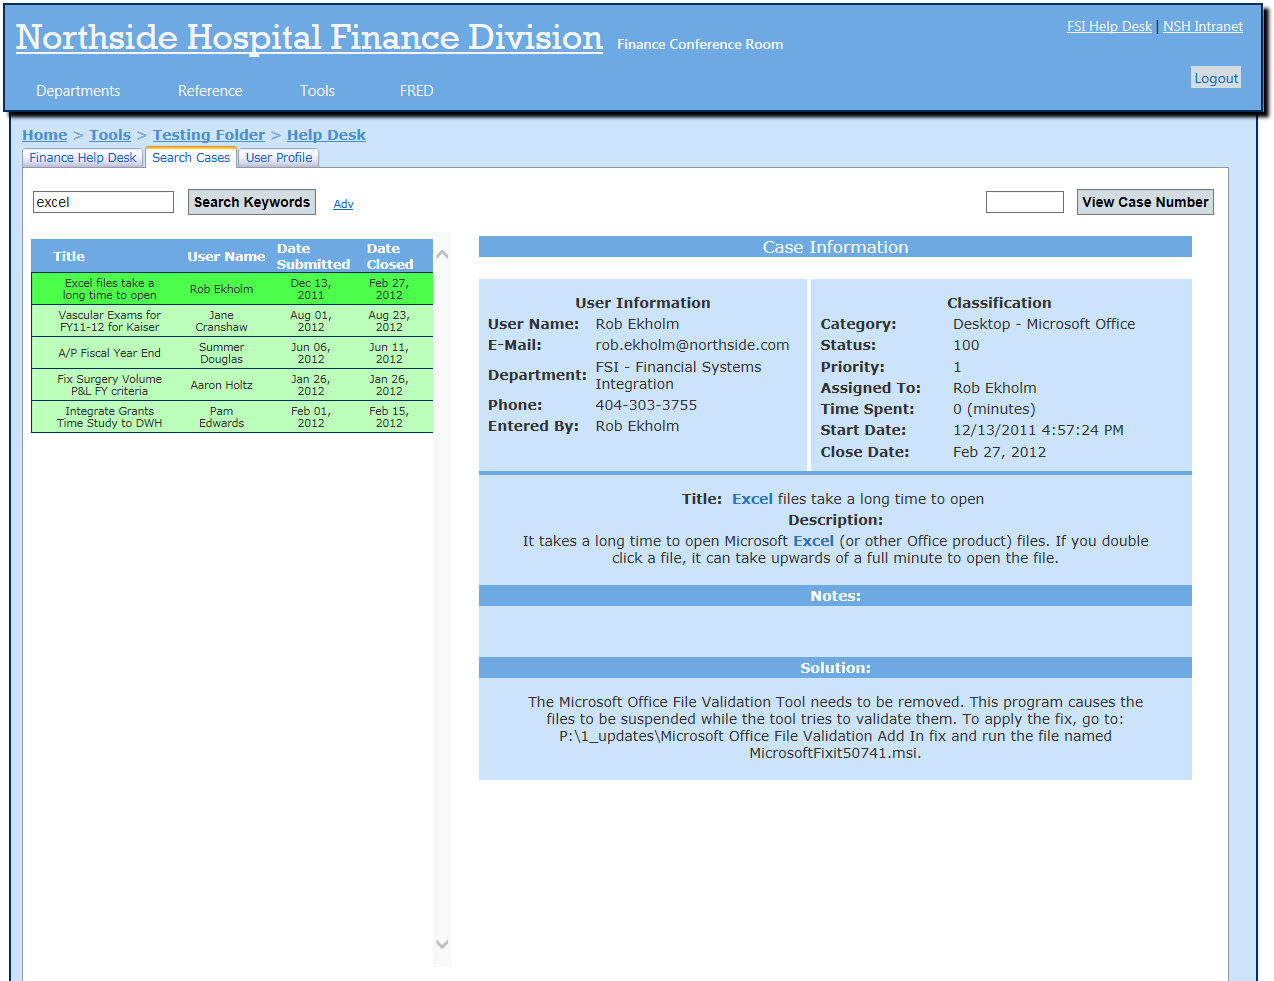 Northside Hospital Finance Division Finance Conference Room
FSI Help Desk | NSH Intranet
Logout
Departments Reference Tools FRED
Home > Tools > Testing Folder > Help Desk
Finance Help Desk Search Cases User Profile
excel Search Keywords Adv View Case Number
Title User Name Date Submitted Date Closed
Excel files take a long time to open Rob Ekholm Dec 13, 2011 Feb 27, 2012
Vascular Exams for FY11-12 for Kaiser Jane Cranshaw Aug 01, 2012 Aug 23, 2012
A/P Fiscal Year End Summer Douglas Jun 06, 2012 Jun 11, 2012
Fix Surgery Volume P&L FY criteria Aaron Holtz Jan 26, 2012 Jan 26, 2012
Integrate Grants Time Study to DWH Pam Edwards Feb 01, 2012 Feb 15, 2012
Case Information
User Information
User Name: Rob Ekholm
E-Mail: rob.ekholm@northside.com
Department: FSI - Financial Systems Integration
Phone: 404-303-3755
Entered By: Rob Ekholm
Classification
Category: Desktop - Microsoft Office
Status: 100
Priority: 1
Assigned To: Rob Ekholm
Time Spent: 0 (minutes)
Start Date: 12/13/2011 4:57:24 PM
Close Date: Feb 27, 2012
Title: Excel files take a long time to open
Description:
It takes a long time to open Microsoft Excel (or other Office product) files. If you double
click a file, it can take upwards of a full minute to open the file.
Notes:
Solution:
The Microsoft Office File Validation Tool needs to be removed. This program causes the
files to be suspended while the tool tries to validate them. To apply the fix, go to:
P:\1_updates\Microsoft Office File Validation Add In fix and run the file named
MicrosoftFixit50741.msi.